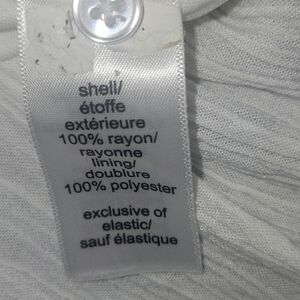 shell/
étoffe
extérieure
100% rayon/
rayonne
lining/
doublure
100% polyester
exclusive of
elastic/
sauf élastique